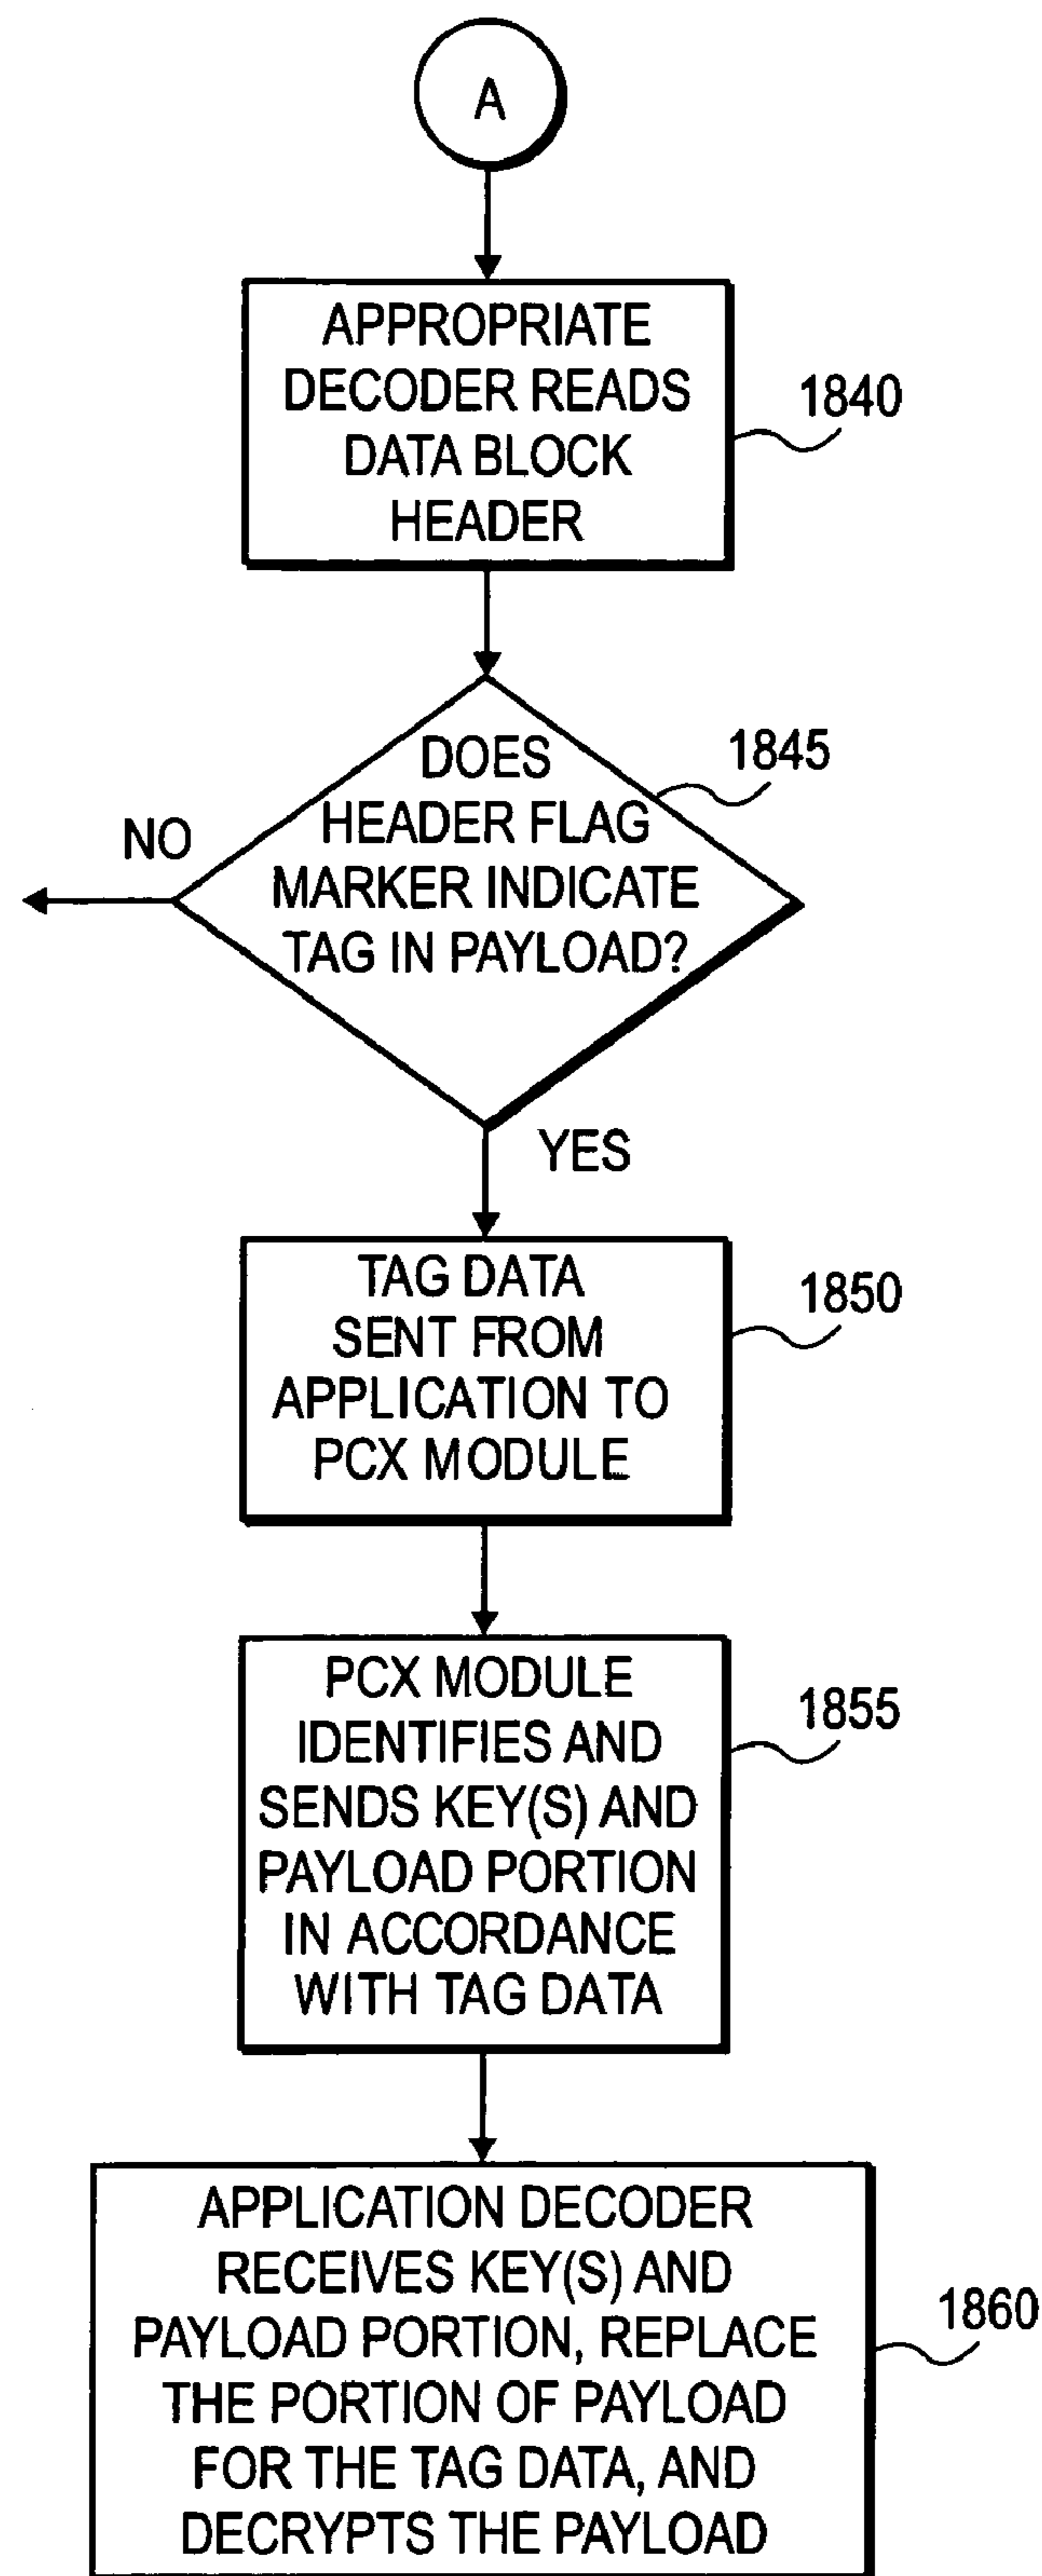 A
APPROPRIATE
DECODER READS
DATA BLOCK
HEADER
1840
DOES
HEADER FLAG
MARKER INDICATE
TAG IN PAYLOAD?
1845
NO
YES
TAG DATA
SENT FROM
APPLICATION TO
PCX MODULE
1850
PCX MODULE
IDENTIFIES AND
SENDS KEY(S) AND
PAYLOAD PORTION
IN ACCORDANCE
WITH TAG DATA
1855
APPLICATION DECODER
RECEIVES KEY(S) AND
PAYLOAD PORTION, REPLACE
THE PORTION OF PAYLOAD
FOR THE TAG DATA, AND
DECRYPTS THE PAYLOAD
1860